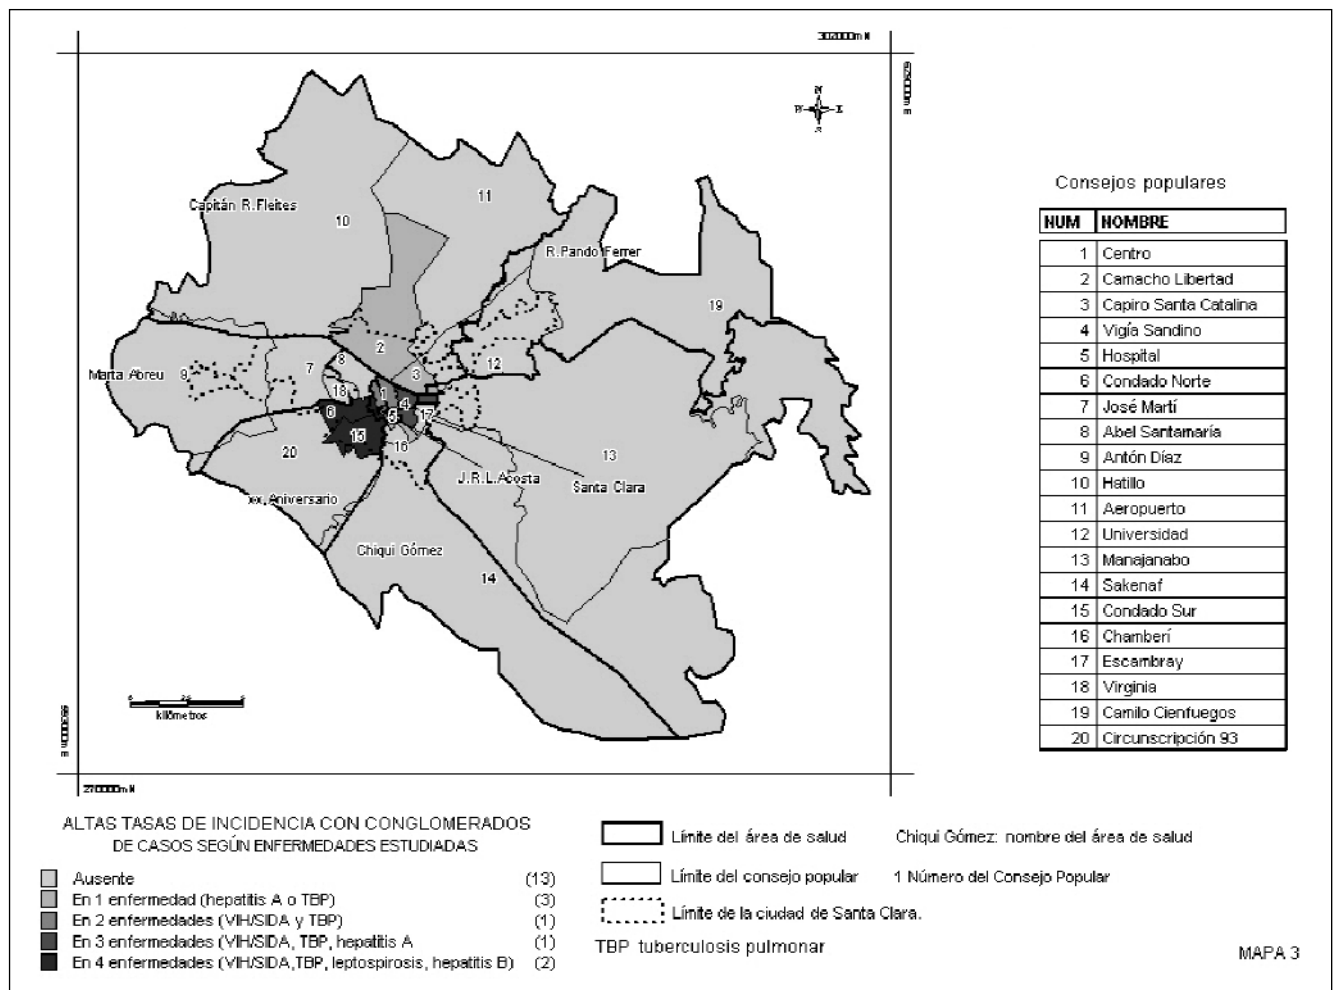 302000m N
N
W E
S
11
Capitán R.Fleites
10
R.Pando Ferrer
19
2
8
12
7
3
Marta Abreu
9
18
1
4
6
5
17
15
16
20
13
J.R.L.Acosta
Santa Clara
xx.Aniversario
Chiqui Gómez
14
kilómetros
270000m N
Consejos populares
NUM NOMBRE
1 Centro
2 Camacho Libertad
3 Capiro Santa Catalina
4 Vigía Sandino
5 Hospital
6 Condado Norte
7 José Martí
8 Abel Santamaría
9 Antón Díaz
10 Hatillo
11 Aeropuerto
12 Universidad
13 Manajanabo
14 Sakenaf
15 Condado Sur
16 Chamberí
17 Escambray
18 Virginia
19 Camilo Cienfuegos
20 Circunscripción 93
ALTAS TASAS DE INCIDENCIA CON CONGLOMERADOS
DE CASOS SEGÚN ENFERMEDADES ESTUDIADAS
Ausente (13)
En 1 enfermedad (hepatitis A o TBP) (3)
En 2 enfermedades (VIH/SIDA y TBP) (1)
En 3 enfermedades (VIH/SIDA, TBP, hepatitis A (1)
En 4 enfermedades (VIH/SIDA,TBP, leptospirosis, hepatitis B) (2)
Límite del área de salud
Chiqui Gómez: nombre del área de salud
Límite del consejo popular
1 Número del Consejo Popular
Límite de la ciudad de Santa Clara.
TBP tuberculosis pulmonar
MAPA 3